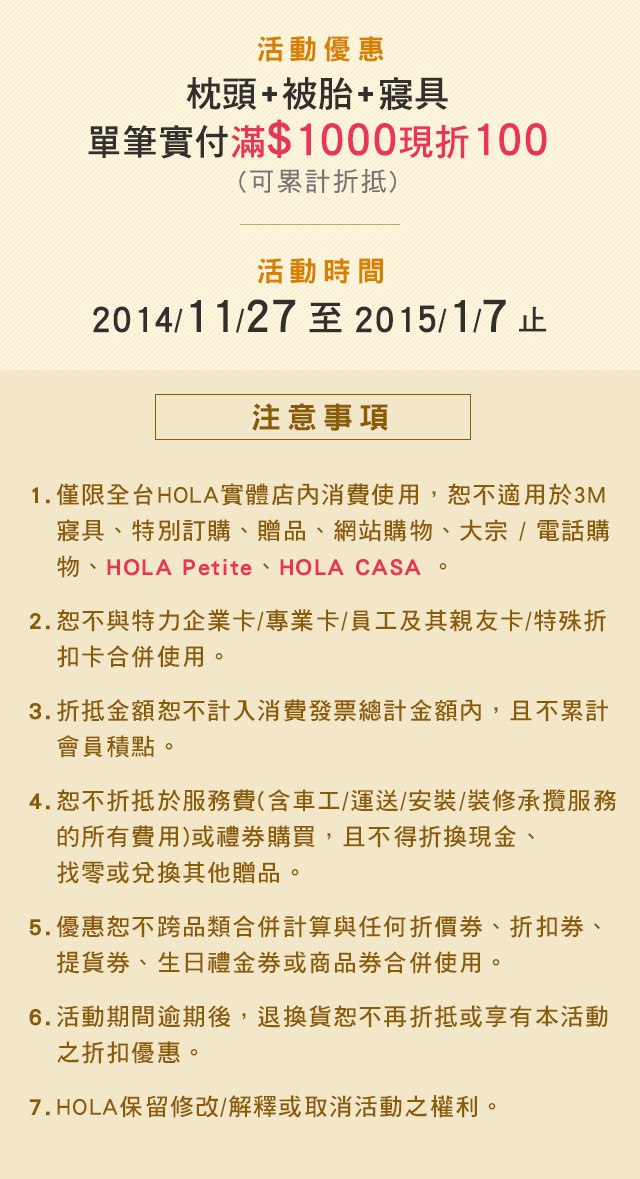 活動優惠
枕頭+被胎+寢具
單筆實付滿$1000現折100
(可累計折抵)
活動時間
2014/11/27 至 2015/1/7 止
注意事項
1. 僅限全台HOLA實體店內消費使用，恕不適用於3M
寢具、特別訂購、贈品、網站購物、大宗 / 電話購
物、HOLA Petite、HOLA CASA 。
2. 恕不與特力企業卡/專業卡/員工及其親友卡/特殊折
扣卡合併使用。
3. 折抵金額恕不計入消費發票總計金額內，且不累計
會員積點。
4. 恕不折抵於服務費(含車工/運送/安裝/裝修承攬服務
的所有費用)或禮券購買，且不得折換現金、
找零或兌換其他贈品。
5. 優惠恕不跨品類合併計算與任何折價券、折扣券、
提貨券、生日禮金券或商品券合併使用。
6. 活動期間逾期後，退換貨恕不再折抵或享有本活動
之折扣優惠。
7. HOLA保留修改/解釋或取消活動之權利。